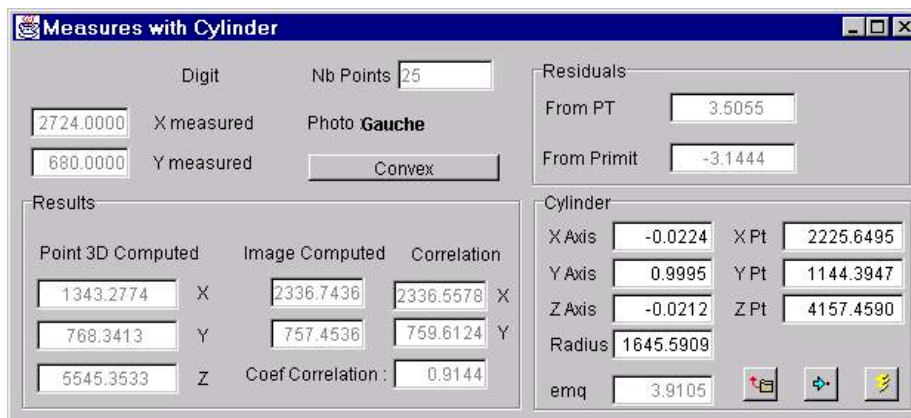 Measures with Cylinder
Digit
Nb Points 25
2724.0000 X measured
Photo :Gauche
680.0000 Y measured
Convex
Residuals
From PT 3.5055
From Primit -3.1444
Results
Point 3D Computed Image Computed Correlation
1343.2774 X 2336.7436 2336.5578 X
768.3413 Y 757.4536 759.6124 Y
5545.3533 Z Coef Correlation : 0.9144
Cylinder
X Axis -0.0224 X Pt 2225.6495
Y Axis 0.9995 Y Pt 1144.3947
Z Axis -0.0212 Z Pt 4157.4590
Radius 1645.5909
emq 3.9105